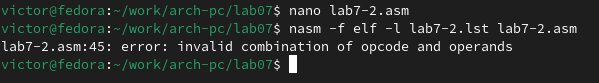 victor@fedora:~/work/arch-pc/lab07$ nano lab7-2.asm
victor@fedora:~/work/arch-pc/lab07$ nasm -f elf -l lab7-2.lst lab7-2.asm
lab7-2.asm:45: error: invalid combination of opcode and operands
victor@fedora:~/work/arch-pc/lab07$